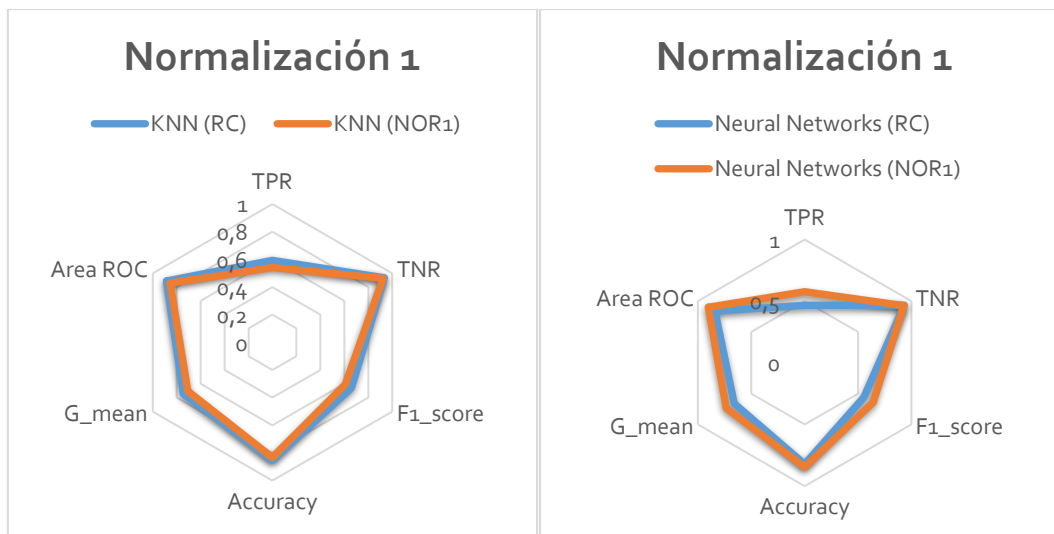 Normalización 1
KNN (RC) KNN (NOR1)
TPR
1
0,8
0,6
0,4
0,2
0
Area ROC
TNR
G_mean
F1_score
Accuracy
Normalización 1
Neural Networks (RC)
Neural Networks (NOR1)
TPR
1
0,5
0
Area ROC
TNR
G_mean
F1_score
Accuracy